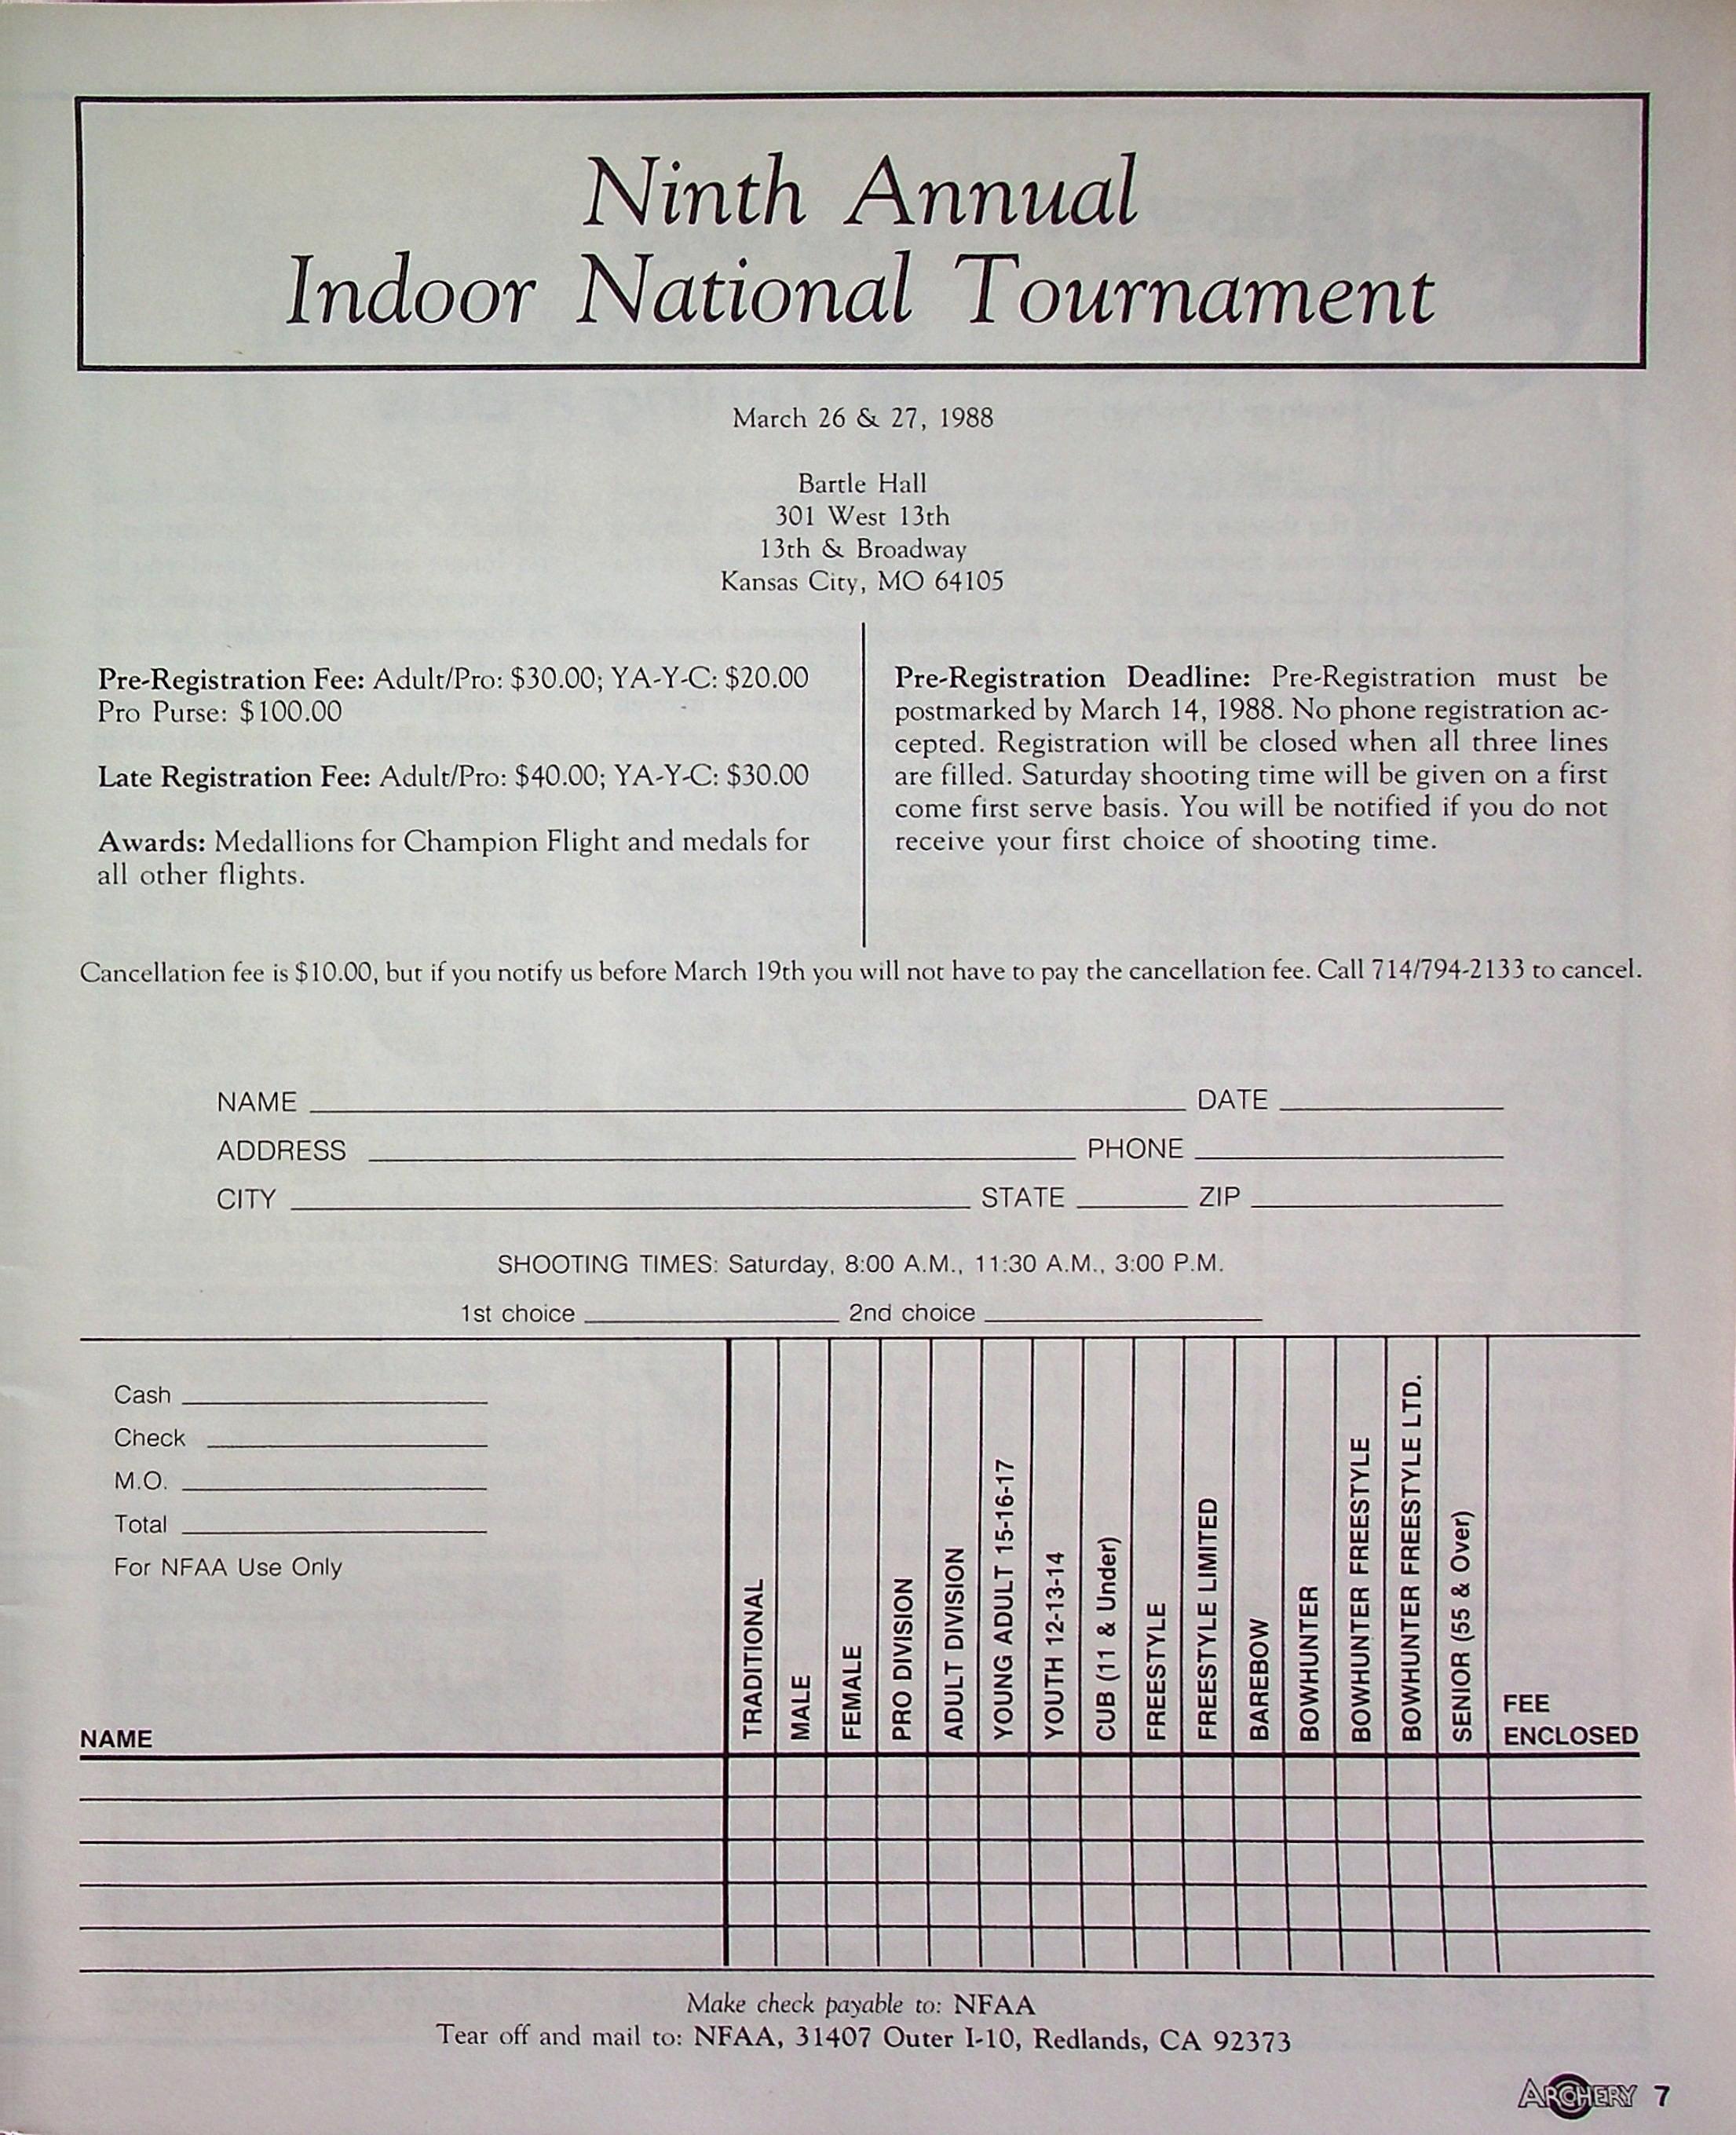 Ninth Annual
Indoor National Tournament
March 26 & 27, 1988
Bartle Hall
301 West 13th
13th & Broadway
Kansas City, MO 64105
Pre-Registration Fee: Adult/Pro: $30.00; YA-Y-C: $20.00
Pro Purse: $100.00
Late Registration Fee: Adult/Pro: $40.00; YA-Y-C: $30.00
Awards: Medallions for Champion Flight and medals for
all other flights.
Pre-Registration Deadline: Pre-Registration must be
postmarked by March 14, 1988. No phone registration ac-
cepted. Registration will be closed when all three lines
are filled. Saturday shooting time will be given on a first
come first serve basis. You will be notified if you do not
receive your first choice of shooting time.
Cancellation fee is $10.00, but if you notify us before March 19th you will not have to pay the cancellation fee. Call 714/794-2133 to cancel.
NAME DATE
ADDRESS PHONE
CITY STATE ZIP
SHOOTING TIMES: Saturday, 8:00 A.M., 11:30 A.M., 3:00 P.M.
1st choice 2nd choice
Cash
Check
M.O.
Total
For NFAA Use Only
NAME
TRADITIONAL
MALE
FEMALE
PRO DIVISION
ADULT DIVISION
YOUNG ADULT 15-16-17
YOUTH 12-13-14
CUB (11 & Under)
FREESTYLE
FREESTYLE LIMITED
BAREBOW
BOWHUNTER
BOWHUNTER FREESTYLE
BOWHUNTER FREESTYLE LTD.
SENIOR (55 & Over)
FEE
ENCLOSED
Make check payable to: NFAA
Tear off and mail to: NFAA, 31407 Outer I-10, Redlands, CA 92373
ARCHERY 7